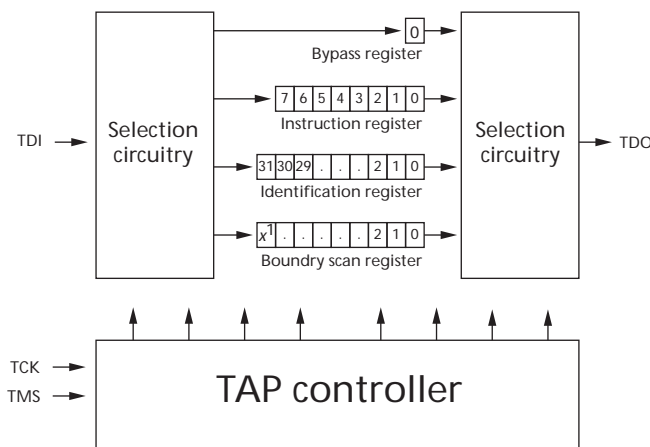 0
Bypass register
7 6 5 4 3 2 1 0
Instruction register
TDI
Selection circuitry
Selection circuitry
TDO
31 30 29 . . . 2 1 0
Identification register
x1 . . . . . 2 1 0
Boundry scan register
TCK
TMS
TAP controller